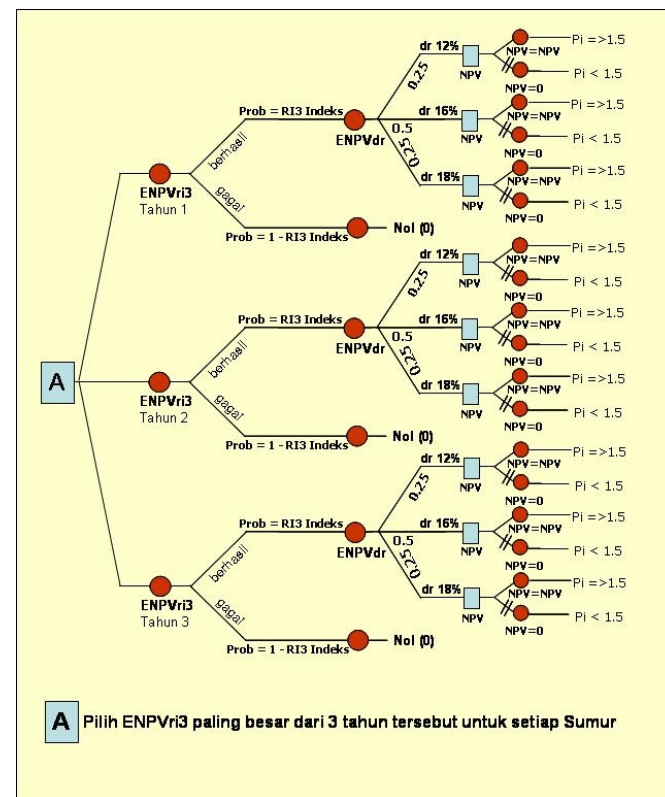 dr 12%
0.25
NPV
NPV=NPV
Pi =>1.5
Pi < 1.5
NPV=0
Prob = RI3 Indeks
berhasil
ENPVdr
dr 16%
0.5
NPV
NPV=NPV
Pi =>1.5
Pi < 1.5
NPV=0
0.25
dr 18%
NPV
NPV=NPV
Pi =>1.5
Pi < 1.5
NPV=0
ENPVri3
Tahun 1
gagal
Prob = 1 - RI3 Indeks
Nol (0)
dr 12%
0.25
NPV
NPV=NPV
Pi =>1.5
Pi < 1.5
NPV=0
Prob = RI3 Indeks
berhasil
ENPVdr
dr 16%
0.5
NPV
NPV=NPV
Pi =>1.5
Pi < 1.5
NPV=0
0.25
dr 18%
NPV
NPV=NPV
Pi =>1.5
Pi < 1.5
NPV=0
A
ENPVri3
Tahun 2
gagal
Prob = 1 - RI3 Indeks
Nol (0)
dr 12%
0.25
NPV
NPV=NPV
Pi =>1.5
Pi < 1.5
NPV=0
Prob = RI3 Indeks
berhasil
ENPVdr
dr 16%
0.5
NPV
NPV=NPV
Pi =>1.5
Pi < 1.5
NPV=0
0.25
dr 18%
NPV
NPV=NPV
Pi =>1.5
Pi < 1.5
NPV=0
ENPVri3
Tahun 3
gagal
Prob = 1 - RI3 Indeks
Nol (0)
A Pilih ENPVri3 paling besar dari 3 tahun tersebut untuk setiap Sumur